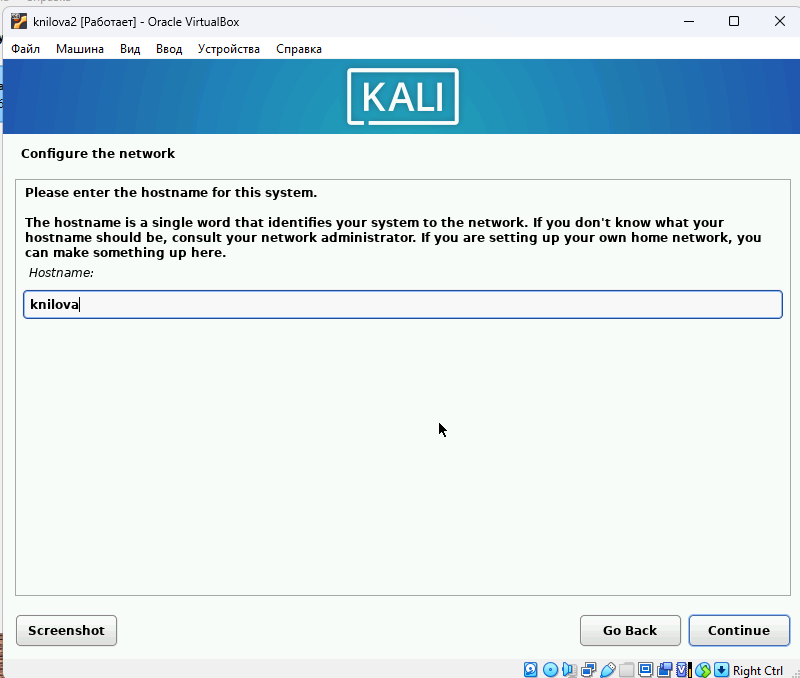 knilova2 [Работает] - Oracle VirtualBox
Файл Машина Вид Ввод Устройства Справка
KALI
Configure the network
Please enter the hostname for this system.
The hostname is a single word that identifies your system to the network. If you don't know what your
hostname should be, consult your network administrator. If you are setting up your own home network, you
can make something up here.
Hostname:
knilova
Screenshot Go Back Continue
Right Ctrl